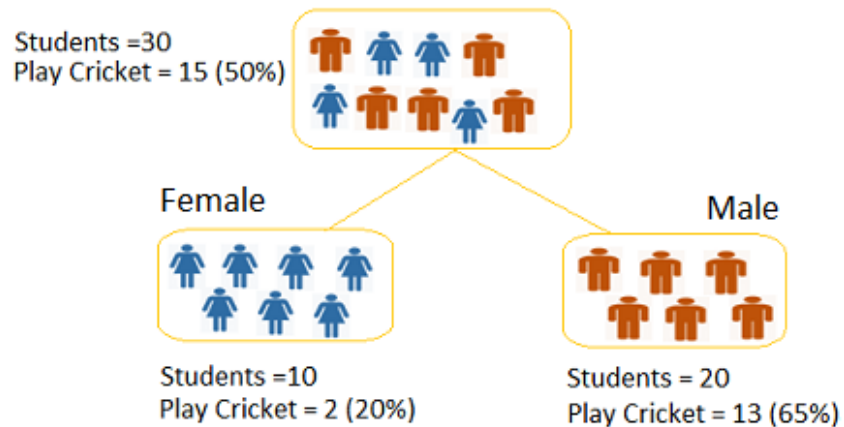 Students =30
Play Cricket = 15 (50%)
Female
Male
Students =10
Play Cricket = 2 (20%)
Students = 20
Play Cricket = 13 (65%)